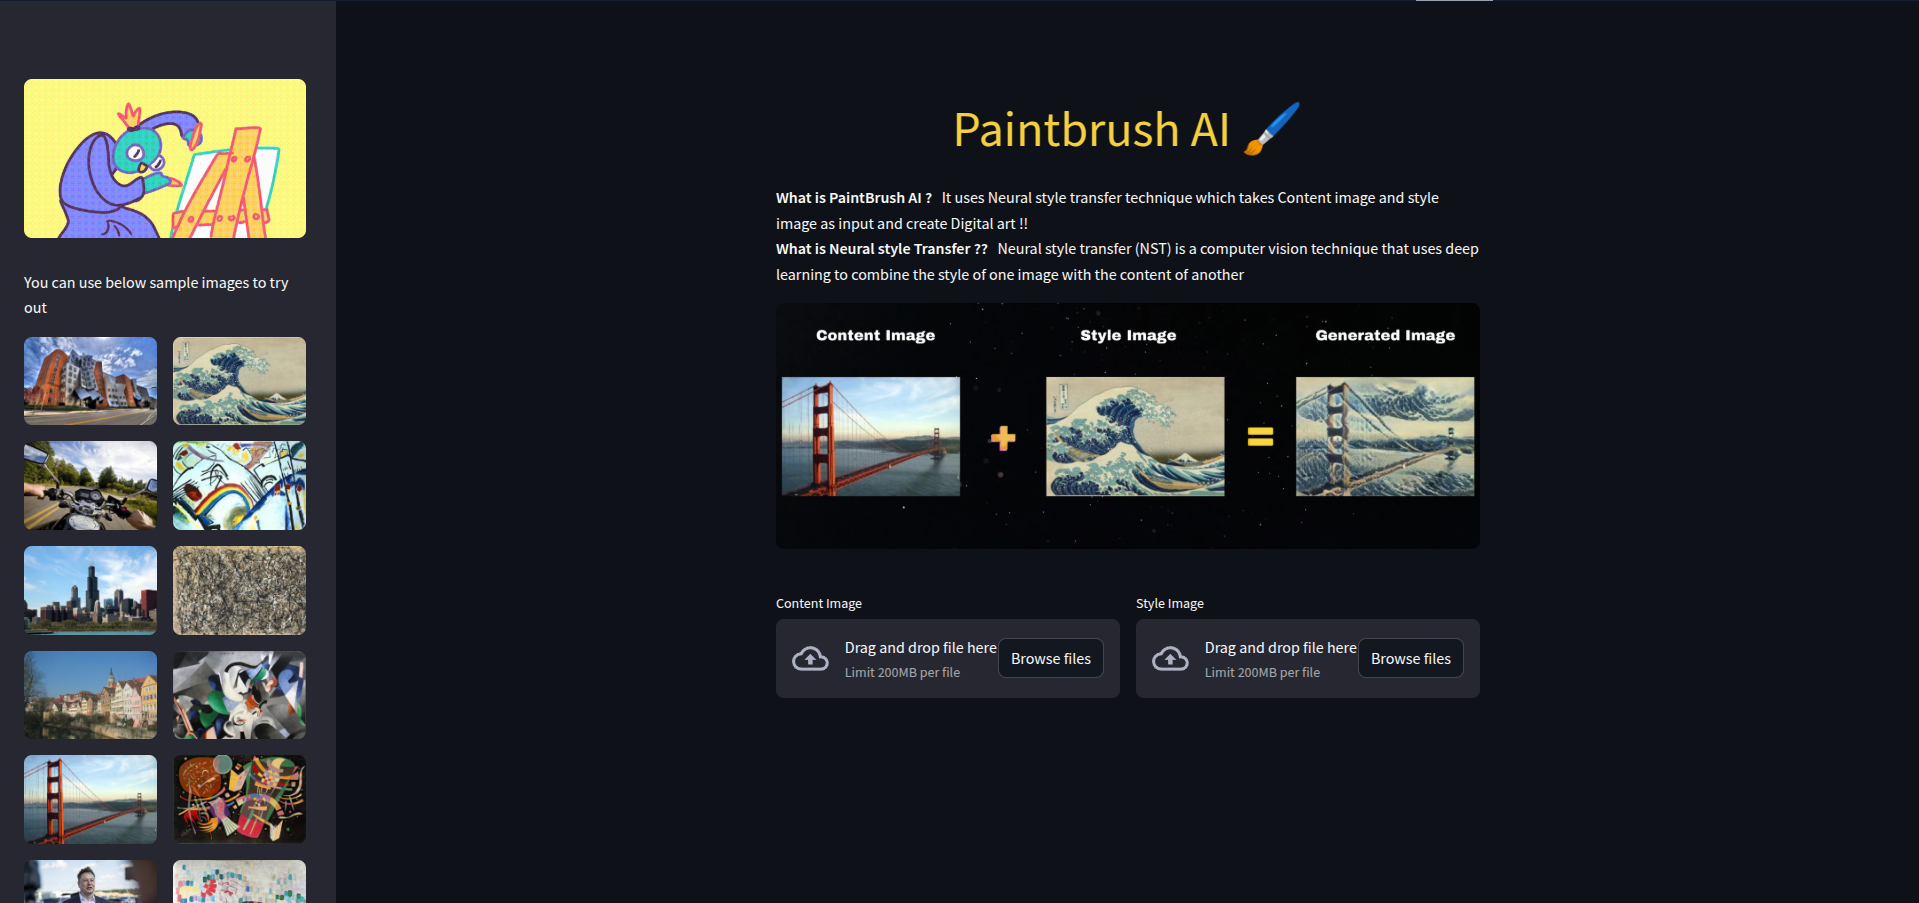 You can use below sample images to try
out
Paintbrush AI
What is PaintBrush AI ? It uses Neural style transfer technique which takes Content image and style
image as input and create Digital art !!
What is Neural style Transfer ?? Neural style transfer (NST) is a computer vision technique that uses deep
learning to combine the style of one image with the content of another
Content Image
Style Image
Generated Image
Content Image
Drag and drop file here
Limit 200MB per file
Browse files
Style Image
Drag and drop file here
Limit 200MB per file
Browse files